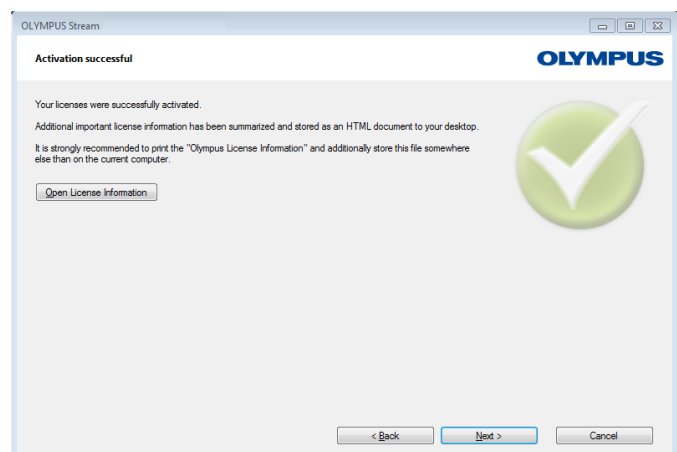 OLYMPUS Stream
Activation successful
OLYMPUS
Your licenses were successfully activated.
Additional important license information has been summarized and stored as an HTML document to your desktop.
It is strongly recommended to print the "Olympus License Information" and additionally store this file somewhere
else than on the current computer.
Open License Information
< Back
Next >
Cancel